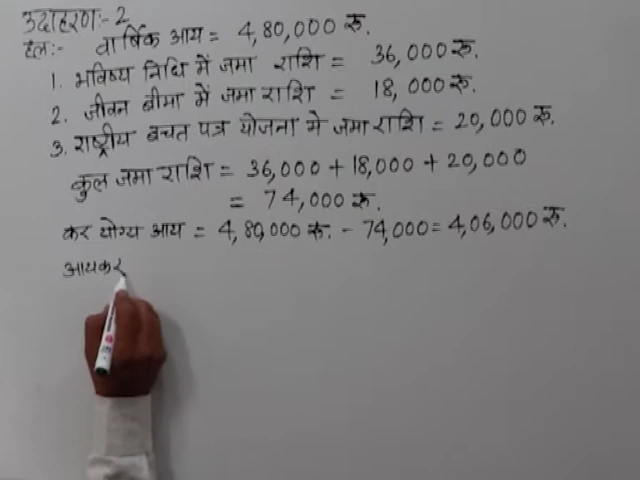 उदाहरण:- 2
हल:- वार्षिक आय = 4,80,000 रु.
1. भविष्य निधि में जमा राशि = 36,000 रु.
2. जीवन बीमा में जमा राशि = 18,000 रु.
3. राष्ट्रीय बचत पत्र योजना मे जमा राशि = 20,000 रु.
कुल जमा राशि = 36,000 + 18,000 + 20,000
= 74,000 रु.
कर योग्य आय = 4,80,000 रु. - 74,000 = 4,06,000 रु.
आयकर